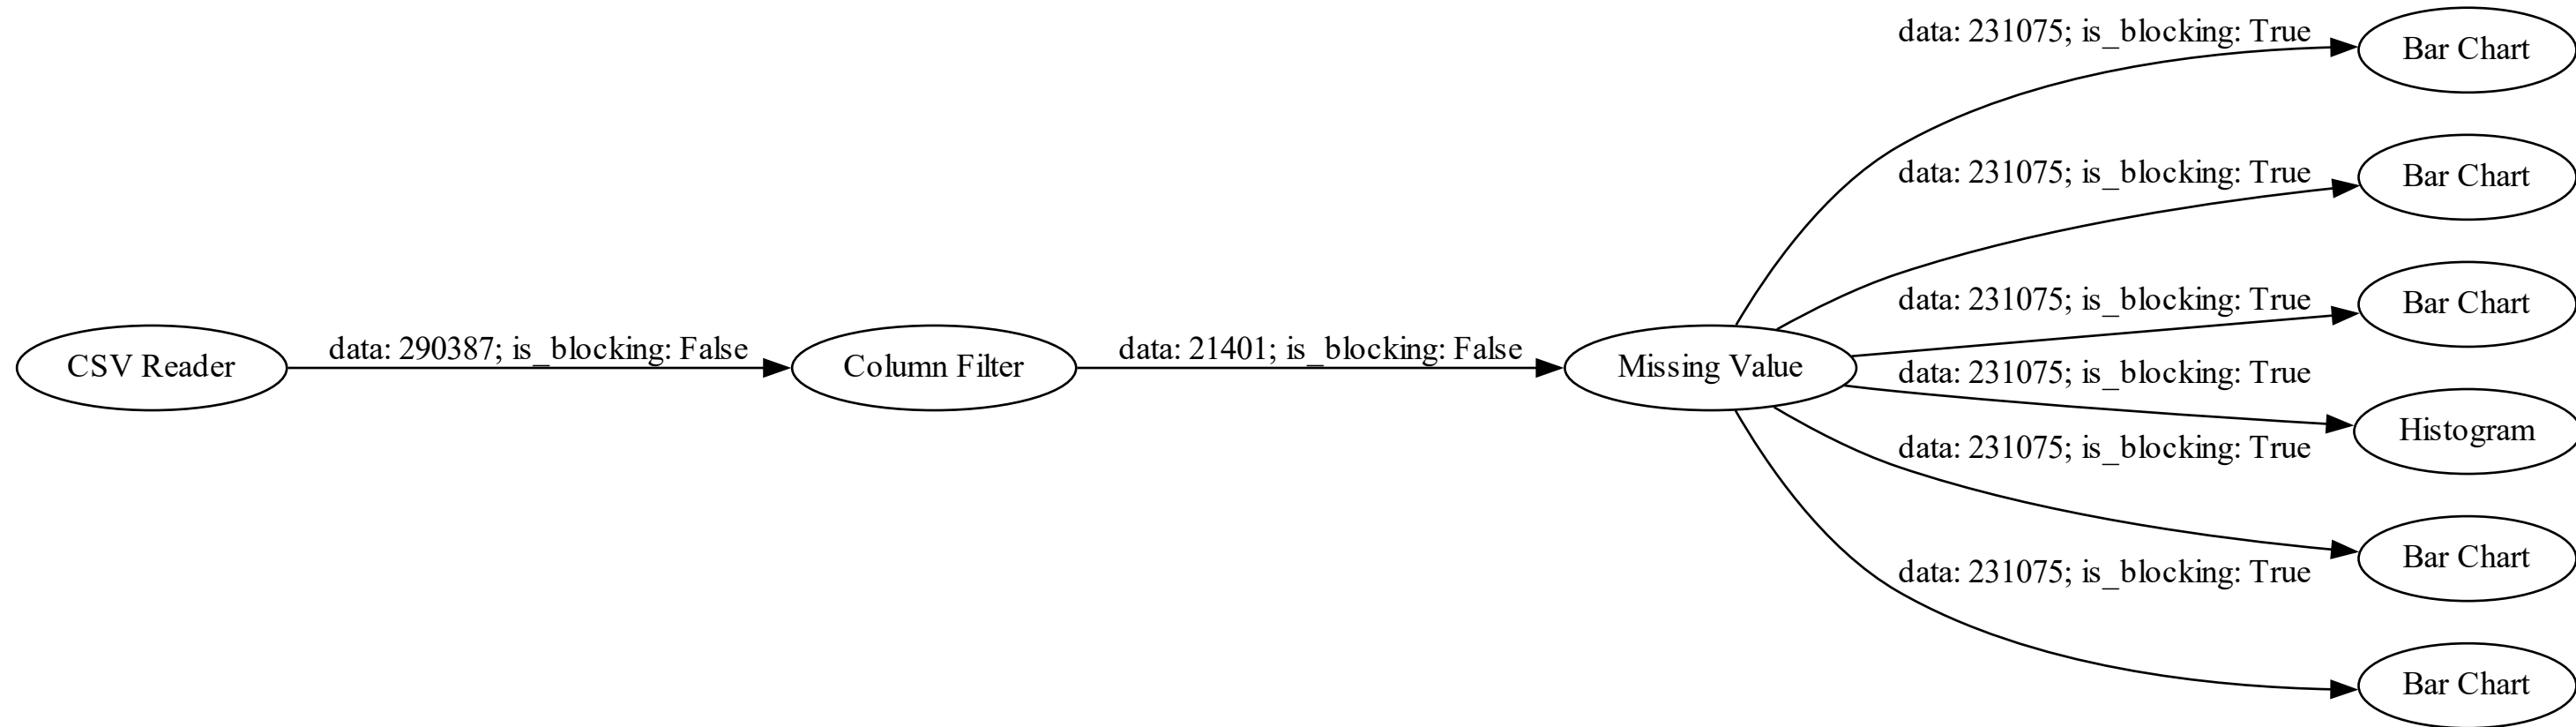 data: 231075; is_blocking: True
Bar Chart
data: 231075; is_blocking: True
Bar Chart
data: 231075; is_blocking: True
Bar Chart
CSV Reader
data: 290387; is_blocking: False
Column Filter
data: 21401; is_blocking: False
Missing Value
data: 231075; is_blocking: True
Histogram
data: 231075; is_blocking: True
Bar Chart
data: 231075; is_blocking: True
Bar Chart